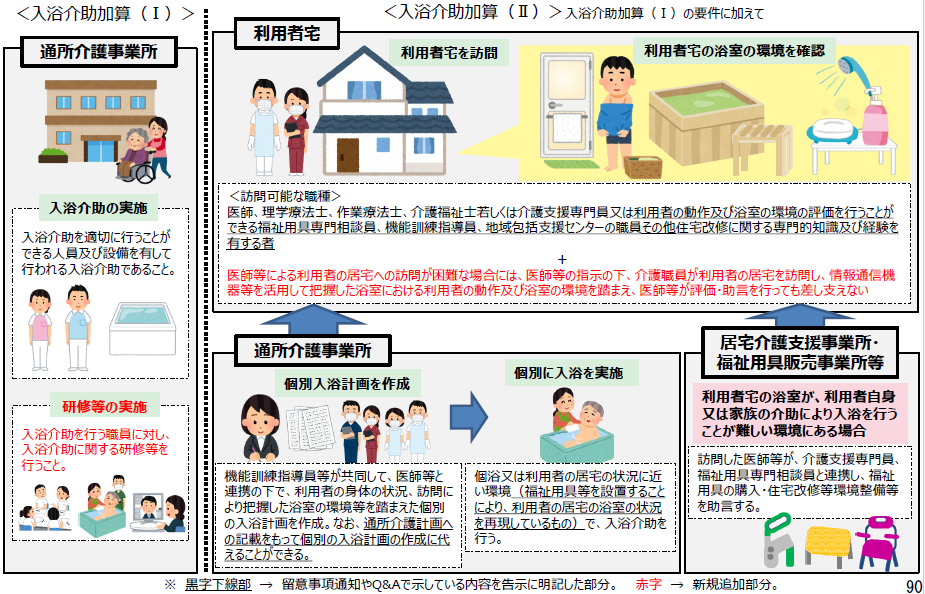 ＜入浴介助加算（Ⅰ）＞
通所介護事業所
入浴介助の実施
入浴介助を適切に行うことが
できる人員及び設備を有して
行われる入浴介助であること。
研修等の実施
入浴介助を行う職員に対し、
入浴介助に関する研修等を
行うこと。
＜入浴介助加算（Ⅱ）＞ 入浴介助加算（Ⅰ）の要件に加えて
利用者宅
利用者宅を訪問
利用者宅の浴室の環境を確認
＜訪問可能な職種＞
医師、理学療法士、作業療法士、介護福祉士若しくは介護支援専門員又は利用者の動作及び浴室の環境の評価を行うことが
できる福祉用具専門相談員、機能訓練指導員、地域包括支援センターの職員その他住宅改修に関する専門的知識及び経験を
有する者
＋
医師等による利用者の居宅への訪問が困難な場合には、医師等の指示の下、介護職員が利用者の居宅を訪問し、情報通信機
器等を活用して把握した浴室における利用者の動作及び浴室の環境を踏まえ、医師等が評価・助言を行っても差し支えない
通所介護事業所
個別入浴計画を作成
機能訓練指導員等が共同して、医師等と
連携の下で、利用者の身体の状況、訪問に
より把握した浴室の環境等を踏まえた個別
の入浴計画を作成。なお、通所介護計画へ
の記載をもって個別の入浴計画の作成に代
えることができる。
個別に入浴を実施
個浴又は利用者の居宅の状況に近
い環境（福祉用具等を設置すること
により、利用者の居宅の浴室の状況
を再現しているもの）で、入浴介助を
行う。
居宅介護支援事業所・
福祉用具販売事業所等
利用者宅の浴室が、利用者自身
又は家族の介助により入浴を行う
ことが難しい環境にある場合
訪問した医師等が、介護支援専門員、
福祉用具専門相談員と連携し、福祉
用具の購入・住宅改修等環境整備等
を助言する。
※ 黒字下線部 → 留意事項通知やQ&Aで示している内容を告示に明記した部分。 赤字 → 新規追加部分。
90